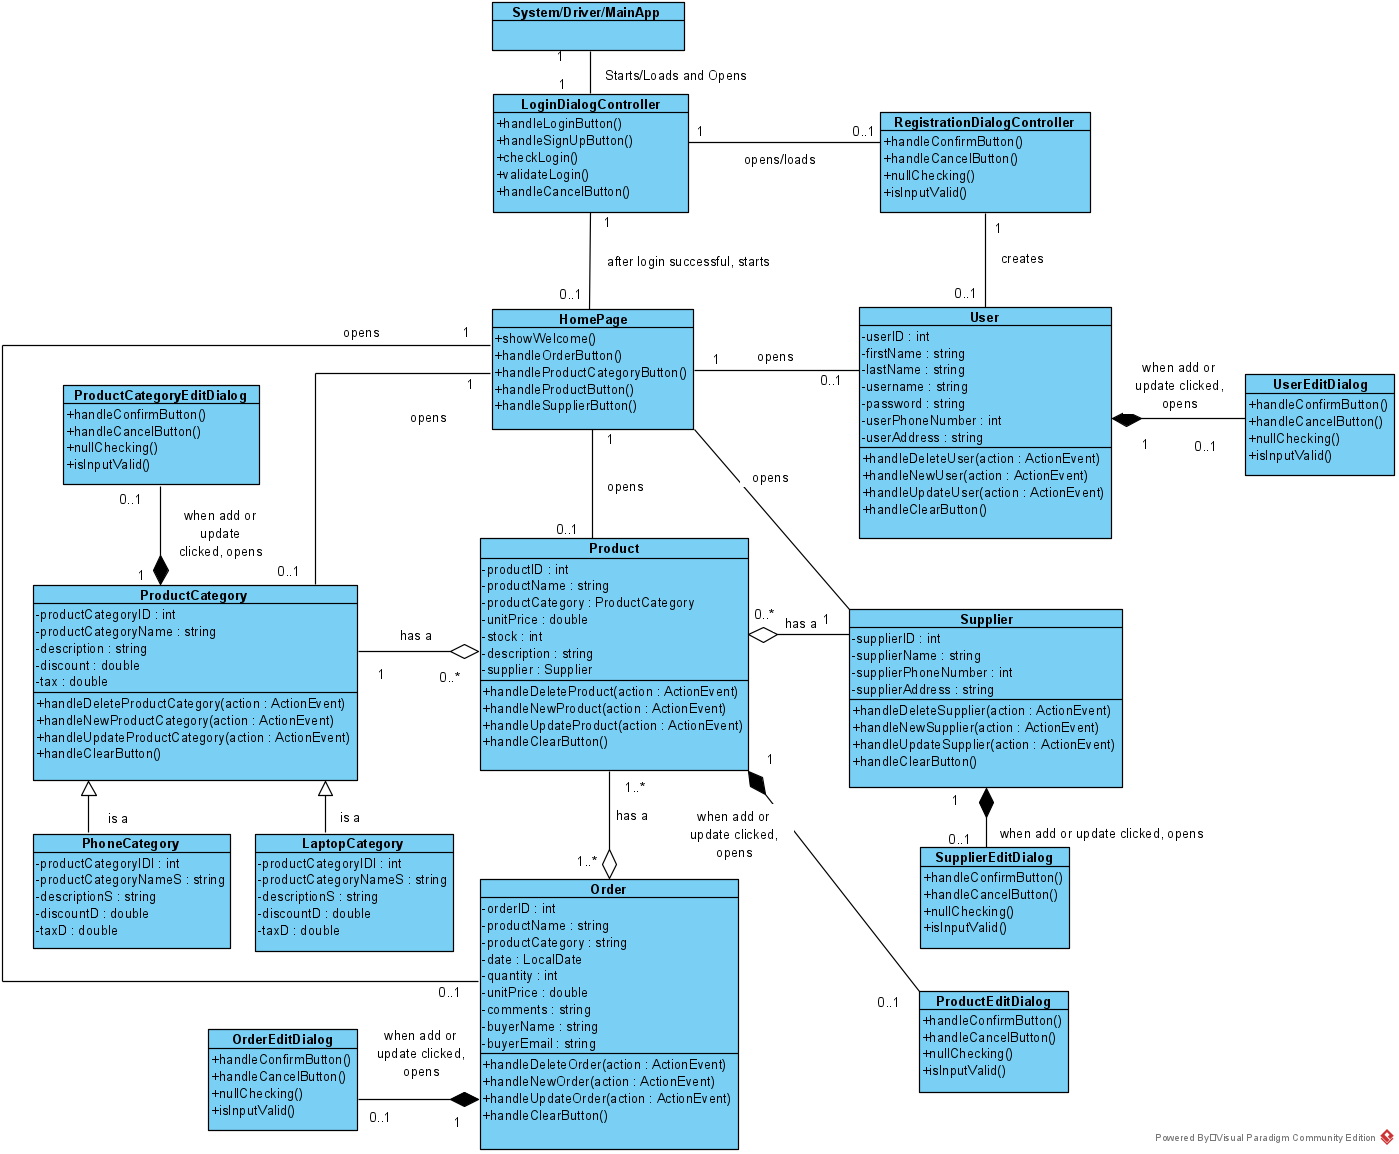 System/Driver/MainApp
1
1
Starts/Loads and Opens
LoginDialogController
+handleLoginButton()
+handleSignUpButton()
+checkLogin()
+validateLogin()
+handleCancelButton()
1
0..1
opens/loads
RegistrationDialogController
+handleConfirmButton()
+handleCancelButton()
+nullChecking()
+isInputValid()
1
after login successful, starts
0..1
1
creates
0..1
HomePage
+showWelcome()
+handleOrderButton()
+handleProductCategoryButton()
+handleProductButton()
+handleSupplierButton()
opens
1
1
opens
1
opens
0..1
User
-userID : int
-firstName : string
-lastName : string
-username : string
-password : string
-userPhoneNumber : int
-userAddress : string
+handleDeleteUser(action : ActionEvent)
+handleNewUser(action : ActionEvent)
+handleUpdateUser(action : ActionEvent)
+handleClearButton()
when add or
update clicked,
opens
1
0..1
UserEditDialog
+handleConfirmButton()
+handleCancelButton()
+nullChecking()
+isInputValid()
ProductCategoryEditDialog
+handleConfirmButton()
+handleCancelButton()
+nullChecking()
+isInputValid()
0..1
when add or
update
clicked, opens
1
0..1
1
opens
0..1
opens
ProductCategory
-productCategoryID : int
-productCategoryName : string
-description : string
-discount : double
-tax : double
+handleDeleteProductCategory(action : ActionEvent)
+handleNewProductCategory(action : ActionEvent)
+handleUpdateProductCategory(action : ActionEvent)
+handleClearButton()
has a
1
0..*
Product
-productID : int
-productName : string
-productCategory : ProductCategory
-unitPrice : double
-stock : int
-description : string
-supplier : Supplier
+handleDeleteProduct(action : ActionEvent)
+handleNewProduct(action : ActionEvent)
+handleUpdateProduct(action : ActionEvent)
+handleClearButton()
0..*
has a
1
Supplier
-supplierID : int
-supplierName : string
-supplierPhoneNumber : int
-supplierAddress : string
+handleDeleteSupplier(action : ActionEvent)
+handleNewSupplier(action : ActionEvent)
+handleUpdateSupplier(action : ActionEvent)
+handleClearButton()
is a
is a
PhoneCategory
-productCategoryIDI : int
-productCategoryNameS : string
-descriptionS : string
-discountD : double
-taxD : double
LaptopCategory
-productCategoryIDI : int
-productCategoryNameS : string
-descriptionS : string
-discountD : double
-taxD : double
1..*
has a
1..*
1
when add or
update clicked,
opens
0..1
1
0..1
when add or update clicked, opens
SupplierEditDialog
+handleConfirmButton()
+handleCancelButton()
+nullChecking()
+isInputValid()
Order
-orderID : int
-productName : string
-productCategory : string
-date : LocalDate
-quantity : int
-unitPrice : double
-comments : string
-buyerName : string
-buyerEmail : string
+handleDeleteOrder(action : ActionEvent)
+handleNewOrder(action : ActionEvent)
+handleUpdateOrder(action : ActionEvent)
+handleClearButton()
0..1
OrderEditDialog
+handleConfirmButton()
+handleCancelButton()
+nullChecking()
+isInputValid()
when add or
update clicked,
opens
0..1
1
ProductEditDialog
+handleConfirmButton()
+handleCancelButton()
+nullChecking()
+isInputValid()
Powered By□Visual Paradigm Community Edition